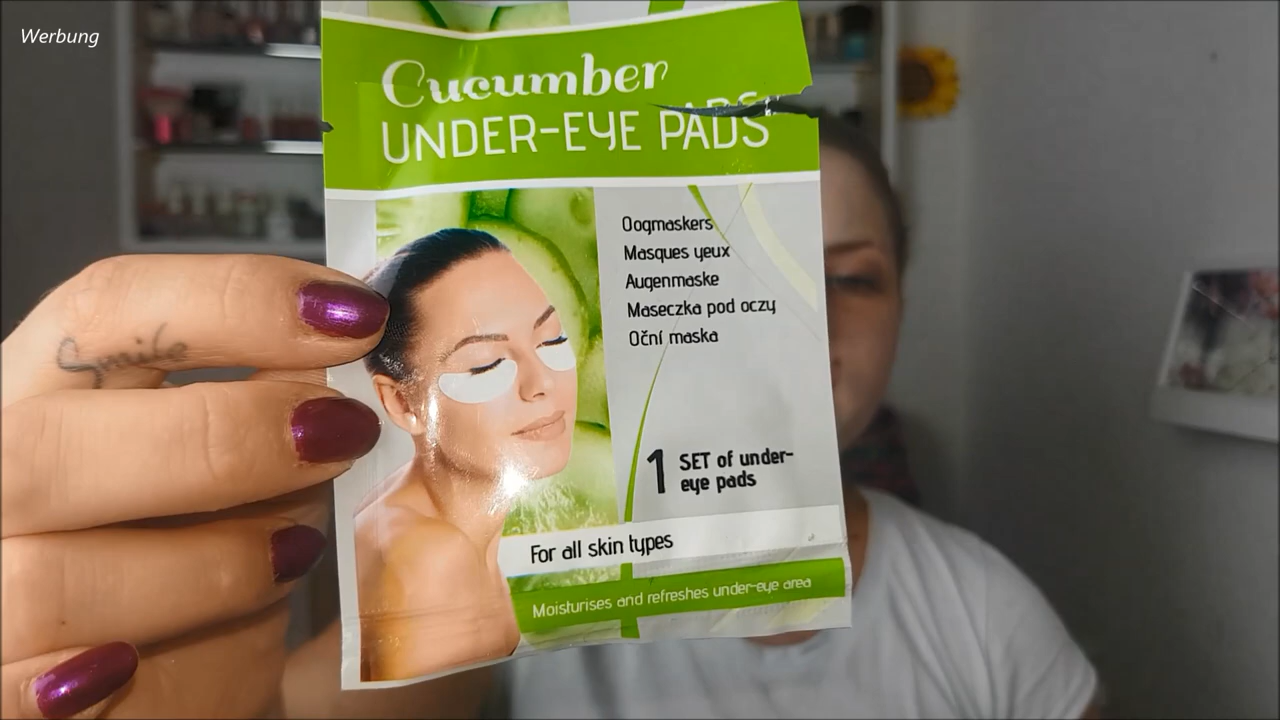 Werbung
Cucumber
UNDER-EYE PADS
Oogmaskers
Masques yeux
Augenmaske
Maseczka pod oczy
Oční maska
1 SET of under-
eye pads
For all skin types
Moisturises and refreshes under-eye area
Smile